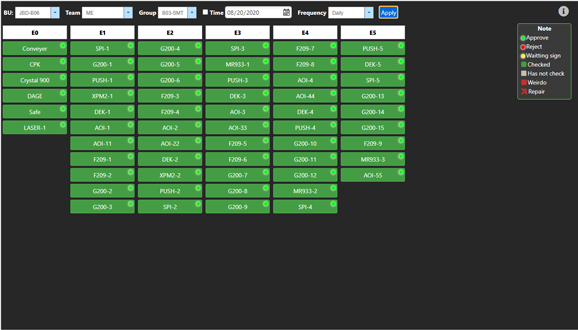 BU: JBD-B06 Team ME Group B03-SMT Time 08/20/2020 Frequency Daily Apply
E0 E1 E2 E3 E4 E5
Conveyer SPI-1 G200-4 SPI-3 F209-7 PUSH-5
CPK G200-1 G200-5 MR933-1 F209-8 DEK-5
Crystal 900 PUSH-1 G200-6 PUSH-3 AOI-4 SPI-5
DAGE XPM2-1 F209-3 DEK-3 AOI-44 G200-13
Safe DEK-1 F209-4 AOI-3 DEK-4 G200-14
LASER-1 AOI-1 AOI-2 AOI-33 PUSH-4 G200-15
AOI-11 AOI-22 F209-5 G200-10 F209-9
F209-1 DEK-2 F209-6 G200-11 MR933-3
F209-2 XPM2-2 G200-7 G200-12 AOI-55
G200-2 PUSH-2 G200-8 MR933-2
G200-3 SPI-2 G200-9 SPI-4
Note
Approve
Reject
Waitting sign
Checked
Has not check
Weirdo
Repair